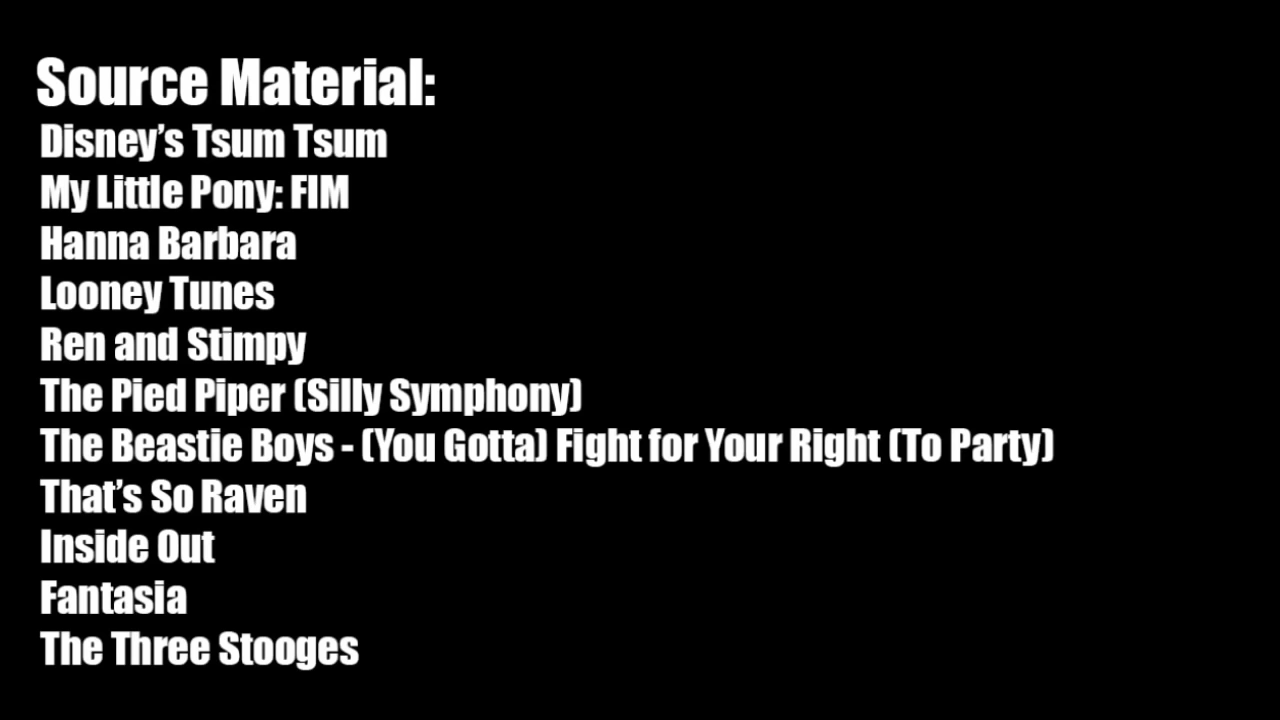 Source Material:
Disney’s Tsum Tsum
My Little Pony: FIM
Hanna Barbara
Looney Tunes
Ren and Stimpy
The Pied Piper (Silly Symphony)
The Beastie Boys - (You Gotta) Fight for Your Right (To Party)
That’s So Raven
Inside Out
Fantasia
The Three Stooges